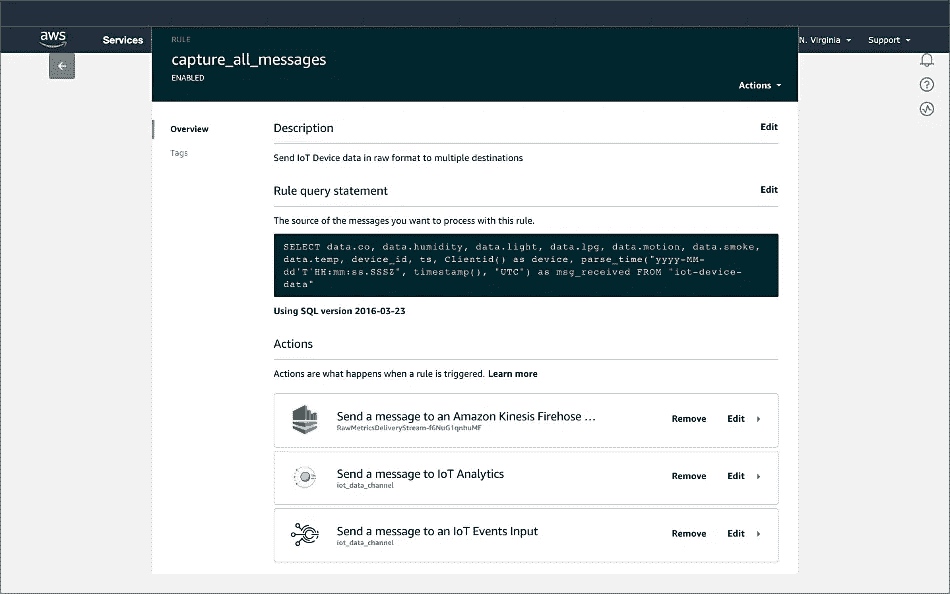 aws
Services
RULE
capture_all_messages
ENABLED
N. Virginia
Support
Actions
Overview
Tags
Description
Edit
Send IoT Device data in raw format to multiple destinations
Rule query statement
Edit
The source of the messages you want to process with this rule.
SELECT data.co, data.humidity, data.light, data.lpg, data.motion, data.smoke,
data.temp, device_id, ts, Clientid() as device, parse_time("yyyy-MM-
dd'T'HH:mm:ss.SSSZ", timestamp(), "UTC") as msg_received FROM "iot-device-
data"
Using SQL version 2016-03-23
Actions
Actions are what happens when a rule is triggered. Learn more
Send a message to an Amazon Kinesis Firehose ...
Remove
Edit
Send a message to IoT Analytics
iot_data_channel
Remove
Edit
Send a message to an IoT Events Input
iot_data_channel
Remove
Edit